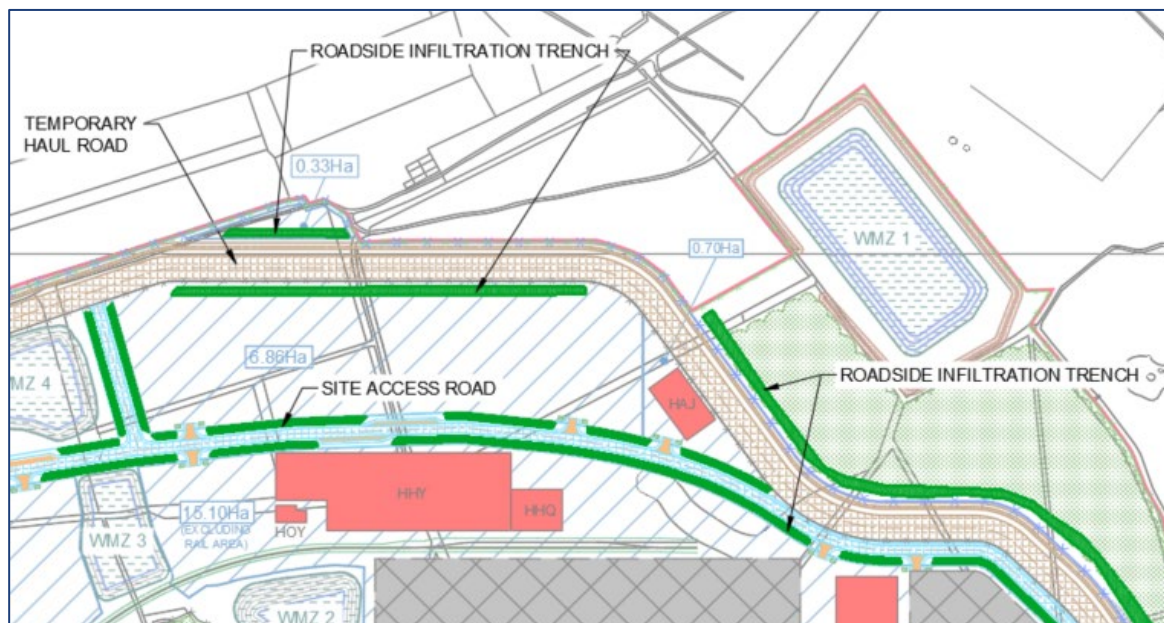 ROADSIDE INFILTRATION TRENCH
TEMPORARY
HAUL ROAD
0.33Ha
WMZ 1
0.70Ha
6.86Ha
SITE ACCESS ROAD
ROADSIDE INFILTRATION TRENCH
WMZ 4
HAJ
HHY
HHQ
15.10Ha
(EXCLUDING
RAIL AREA)
HOY
WMZ 3
WMZ 2